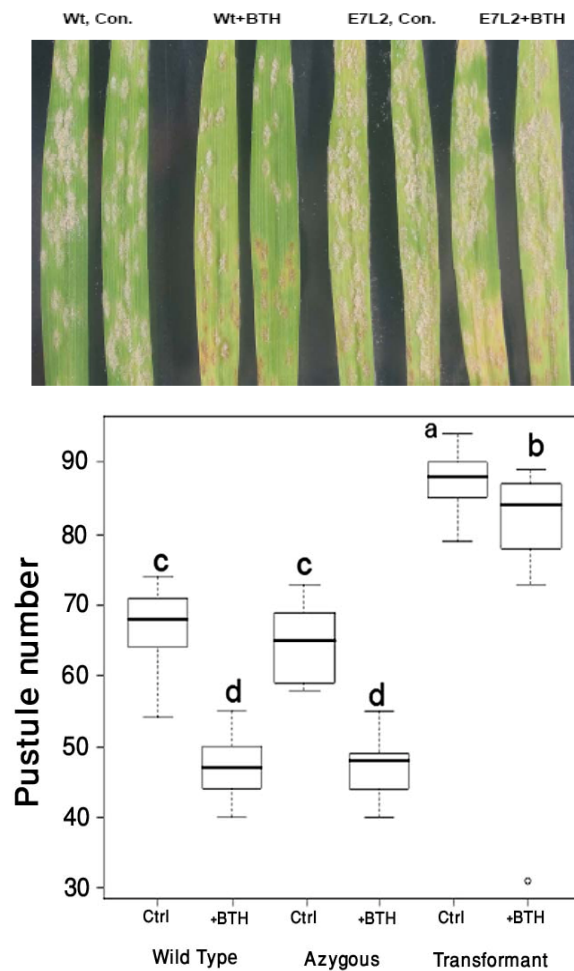 Wt, Con. Wt+BTH E7L2, Con. E7L2+BTH
Pustule number
90
80
70
60
50
40
30
c
d
c
d
a
b
Ctrl +BTH Ctrl +BTH Ctrl +BTH
Wild Type Azygous Transformant